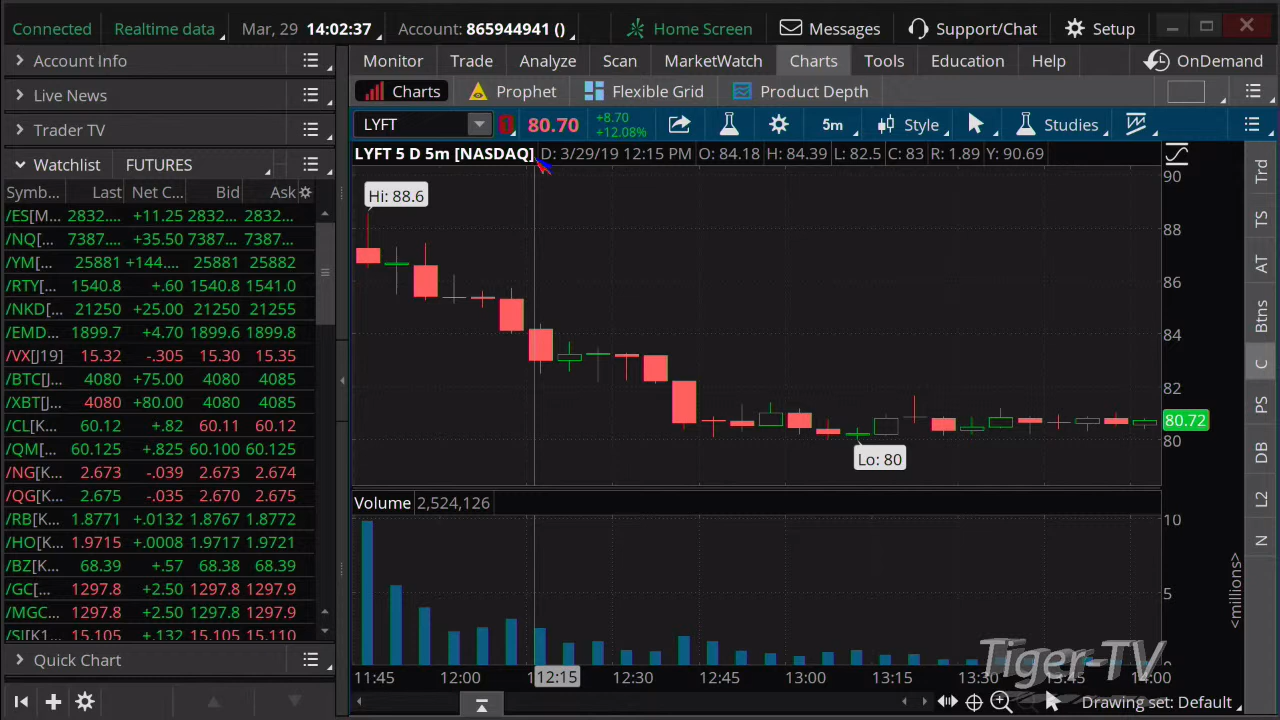 Connected Realtime data Mar, 29 14:02:37 Account: 865944941 () Home Screen Messages Support/Chat Setup
Account Info
Live News
Trader TV
Watchlist FUTURES
Symb... Last Net C... Bid Ask
/ES[M... 2832.... +11.25 2832... 2832...
/NQ[... 7387.... +35.50 7387... 7387...
/YM[... 25881 +144.... 25881 25882
/RTY[... 1540.8 +.60 1540.8 1541.0
/NKD[... 21250 +25.00 21250 21255
/EMD... 1899.7 +4.70 1899.6 1899.8
/VX[J19] 15.32 -.305 15.30 15.35
/BTC[J... 4080 +75.00 4080 4085
/XBT[J... 4080 +80.00 4080 4085
/CL[K... 60.12 +.82 60.11 60.12
/QM[... 60.125 +.825 60.100 60.125
/NG[... 2.673 -.039 2.673 2.674
/QG[... 2.675 -.035 2.670 2.675
/RB[K... 1.8771 +.0132 1.8767 1.8772
/HO[K... 1.9715 +.0008 1.9717 1.9721
/BZ[K... 68.39 +.57 68.38 68.39
/GC[... 1297.8 +2.50 1297.8 1297.9
/MGC... 1297.8 +2.50 1297.8 1297.9
/SI[K1... 15.105 +.132 15.105 15.110
Quick Chart
Monitor Trade Analyze Scan MarketWatch Charts Tools Education Help OnDemand
Charts Prophet Flexible Grid Product Depth
LYFT 80.70 +8.70 +12.08% 5m Style Studies
LYFT 5 D 5m [NASDAQ] D: 3/29/19 12:15 PM O: 84.18 H: 84.39 L: 82.5 C: 83 R: 1.89 Y: 90.69
Hi: 88.6
Lo: 80
90
88
86
84
82
80.72
80
Volume 2,524,126
10
5
<millions>
11:45 12:00 12:15 12:30 12:45 13:00 13:15 13:30 13:45 14:00
Tiger-TV
Drawing set: Default
Trd
TS
AT
Btns
C
PS
DB
L2
N